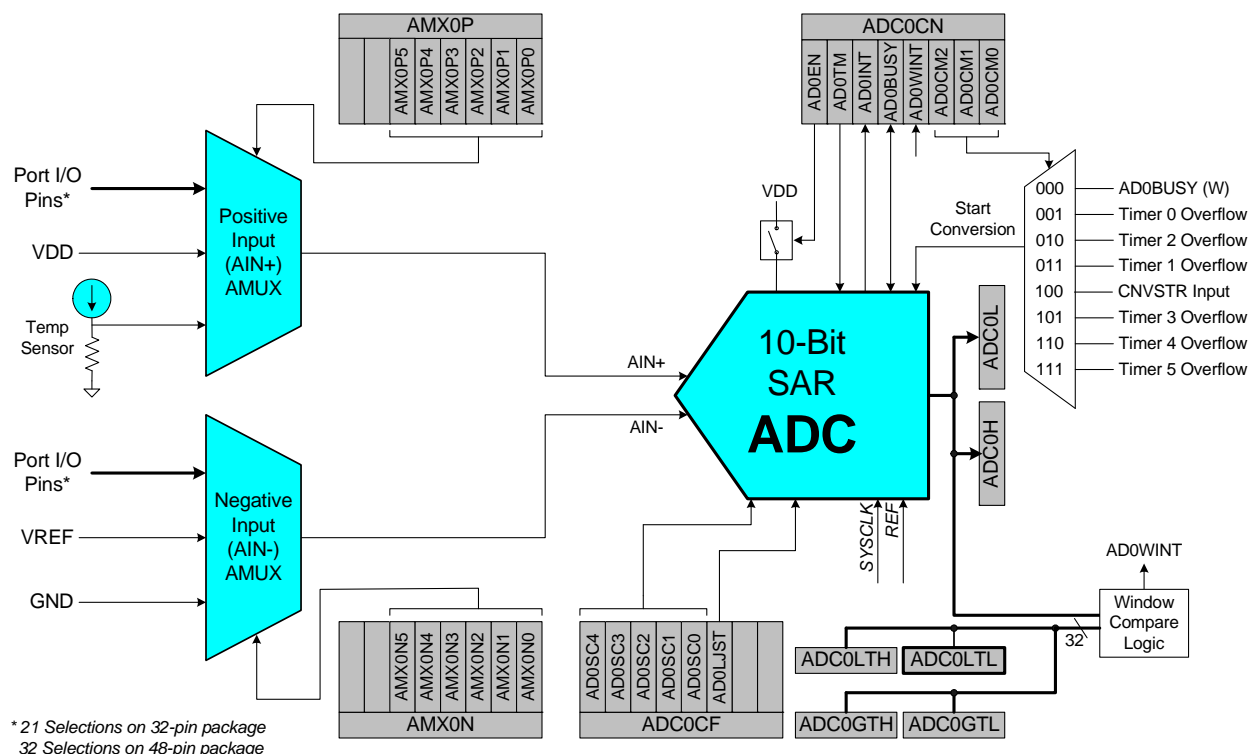 AMX0P
AMX0P5
AMX0P4
AMX0P3
AMX0P2
AMX0P1
AMX0P0
ADC0CN
AD0EN
AD0TM
AD0INT
AD0BUSY
AD0WINT
AD0CM2
AD0CM1
AD0CM0
Port I/O
Pins*
VDD
Temp
Sensor
Positive
Input
(AIN+)
AMUX
VDD
Start
Conversion
000
AD0BUSY (W)
001
Timer 0 Overflow
010
Timer 2 Overflow
011
Timer 1 Overflow
100
CNVSTR Input
101
Timer 3 Overflow
110
Timer 4 Overflow
111
Timer 5 Overflow
AIN+
AIN-
10-Bit
SAR
ADC
ADC0L
ADC0H
Port I/O
Pins*
VREF
GND
Negative
Input
(AIN-)
AMUX
SYSCLK
REF
AD0WINT
Window
Compare
Logic
32
ADC0LTH
ADC0LTL
ADC0GTH
ADC0GTL
AMX0N5
AMX0N4
AMX0N3
AMX0N2
AMX0N1
AMX0N0
AMX0N
AD0SC4
AD0SC3
AD0SC2
AD0SC1
AD0SC0
AD0LJST
ADC0CF
* 21 Selections on 32-pin package
32 Selections on 48-pin package